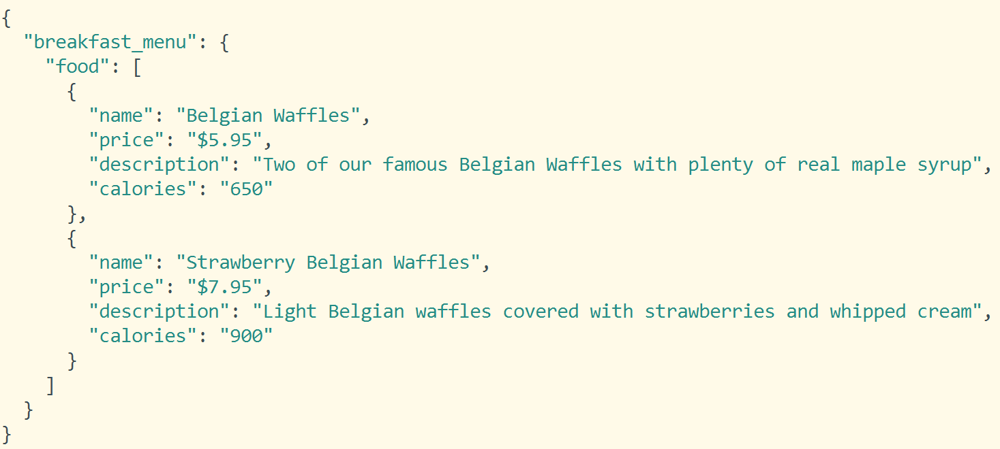 {
  "breakfast_menu": {
    "food": [
      {
        "name": "Belgian Waffles",
        "price": "$5.95",
        "description": "Two of our famous Belgian Waffles with plenty of real maple syrup",
        "calories": "650"
      },
      {
        "name": "Strawberry Belgian Waffles",
        "price": "$7.95",
        "description": "Light Belgian waffles covered with strawberries and whipped cream",
        "calories": "900"
      }
    ]
  }
}